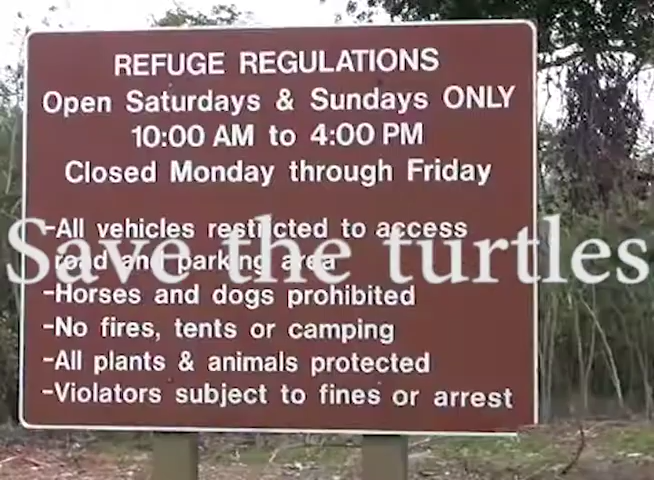 REFUGE REGULATIONS
Open Saturdays & Sundays ONLY
10:00 AM to 4:00 PM
Closed Monday through Friday
-All vehicles restricted to access
road and parking area
Save the turtles
-Horses and dogs prohibited
-No fires, tents or camping
-All plants & animals protected
-Violators subject to fines or arrest